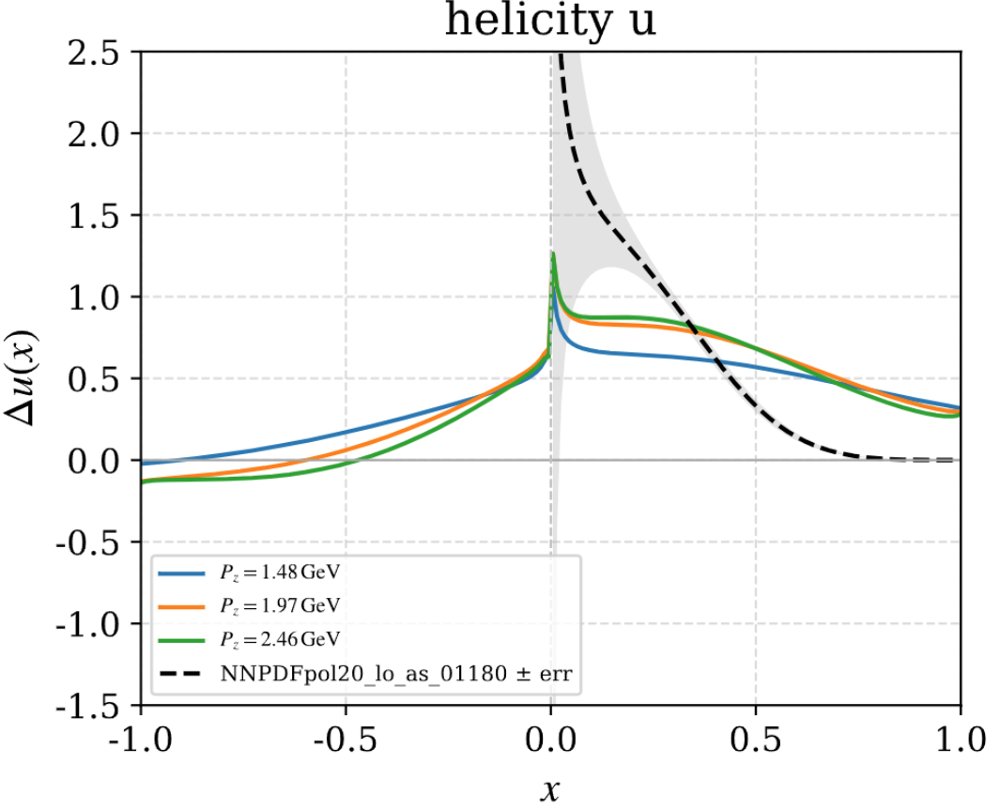 helicity u
2.5
2.0
1.5
1.0
0.5
0.0
-0.5
-1.0
-1.5
Δu(x)
P_z = 1.48 GeV
P_z = 1.97 GeV
P_z = 2.46 GeV
NNPDFpol20_lo_as_01180 ± err
-1.0 -0.5 0.0 0.5 1.0
x